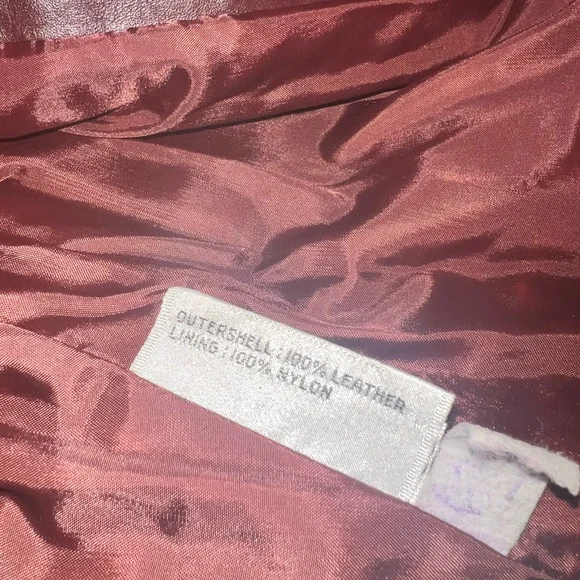 OUTERSHELL : 100% LEATHER
LINING : 100% NYLON